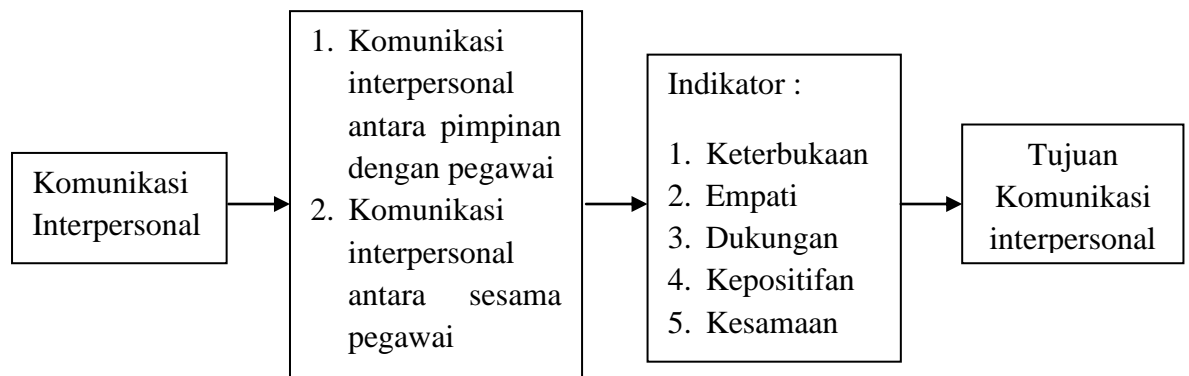 Komunikasi
Interpersonal
1. Komunikasi
interpersonal
antara pimpinan
dengan pegawai
2. Komunikasi
interpersonal
antara sesama
pegawai
Indikator :
1. Keterbukaan
2. Empati
3. Dukungan
4. Kepositifan
5. Kesamaan
Tujuan
Komunikasi
interpersonal